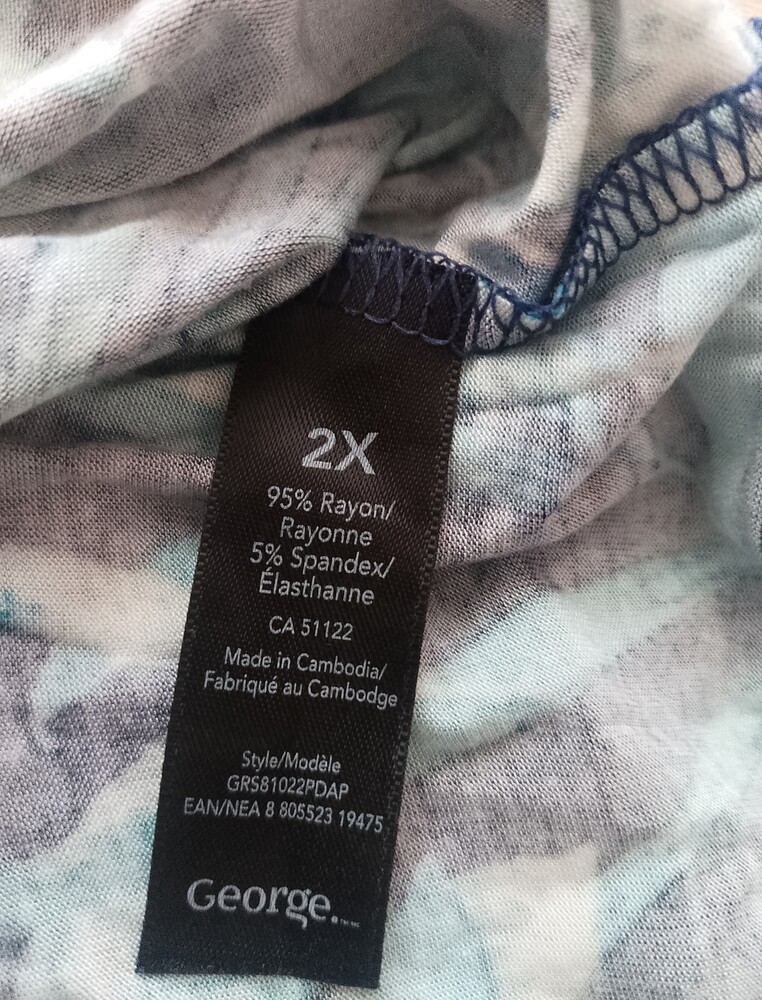 2X
95% Rayon/
Rayonne
5% Spandex/
Élasthanne
CA 51122
Made in Cambodia/
Fabriqué au Cambodge
Style/Modèle
GRS81022PDAP
EAN/NEA 8 805523 19475
George.